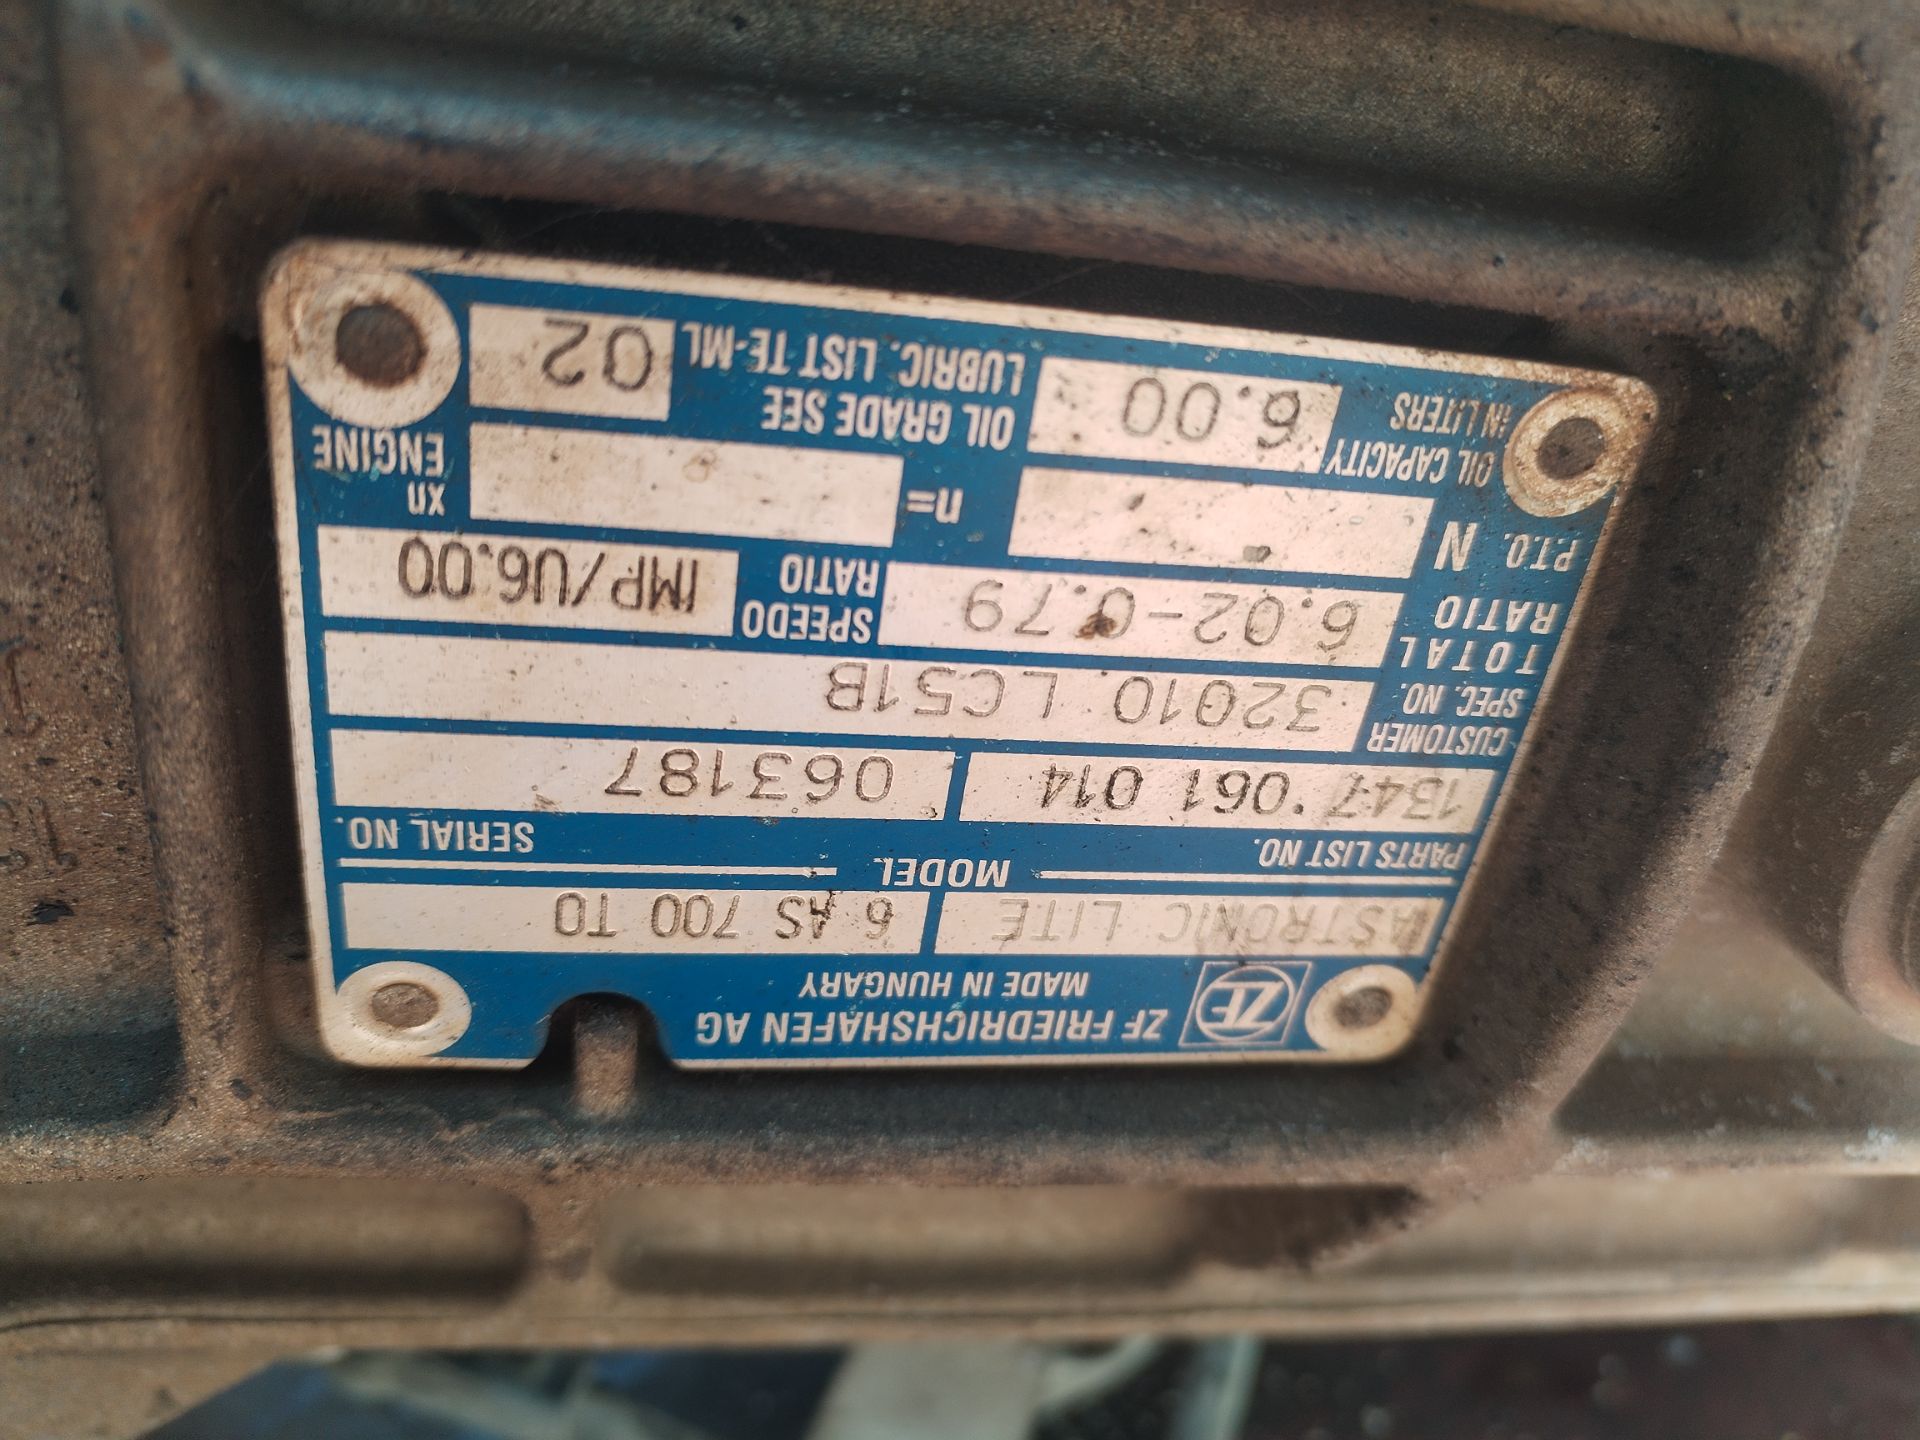 ZF
ZF FRIEDRICHSHAFEN AG
MADE IN HUNGARY
ASTRONIC LITE 6 AS 700 TO
MODEL
PARTS LIST NO. SERIAL NO.
1347 061 014 063187
CUSTOMER
SPEC. NO. 32010 LC51B
TOTAL
RATIO 6.02-0.79 SPEEDO
RATIO IMP/U6.00
P.T.O. N n= xn
ENGINE
OIL CAPACITY
IN LITERS 6.00 OIL GRADE SEE
LUBRIC. LIST TE-ML 02